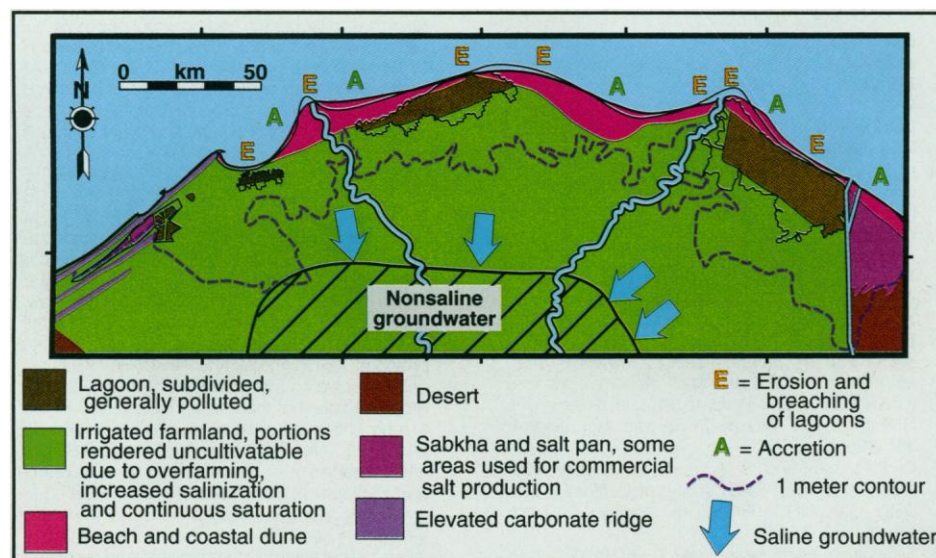 0 km 50
N
E
E
E
E
E
A
A
A
E
E
A
E
A
Nonsaline
groundwater
Lagoon, subdivided,
generally polluted
Irrigated farmland, portions
rendered uncultivatable
due to overfarming,
increased salinization
and continuous saturation
Beach and coastal dune
Desert
Sabkha and salt pan, some
areas used for commercial
salt production
Elevated carbonate ridge
E = Erosion and
breaching
of lagoons
A = Accretion
1 meter contour
Saline groundwater